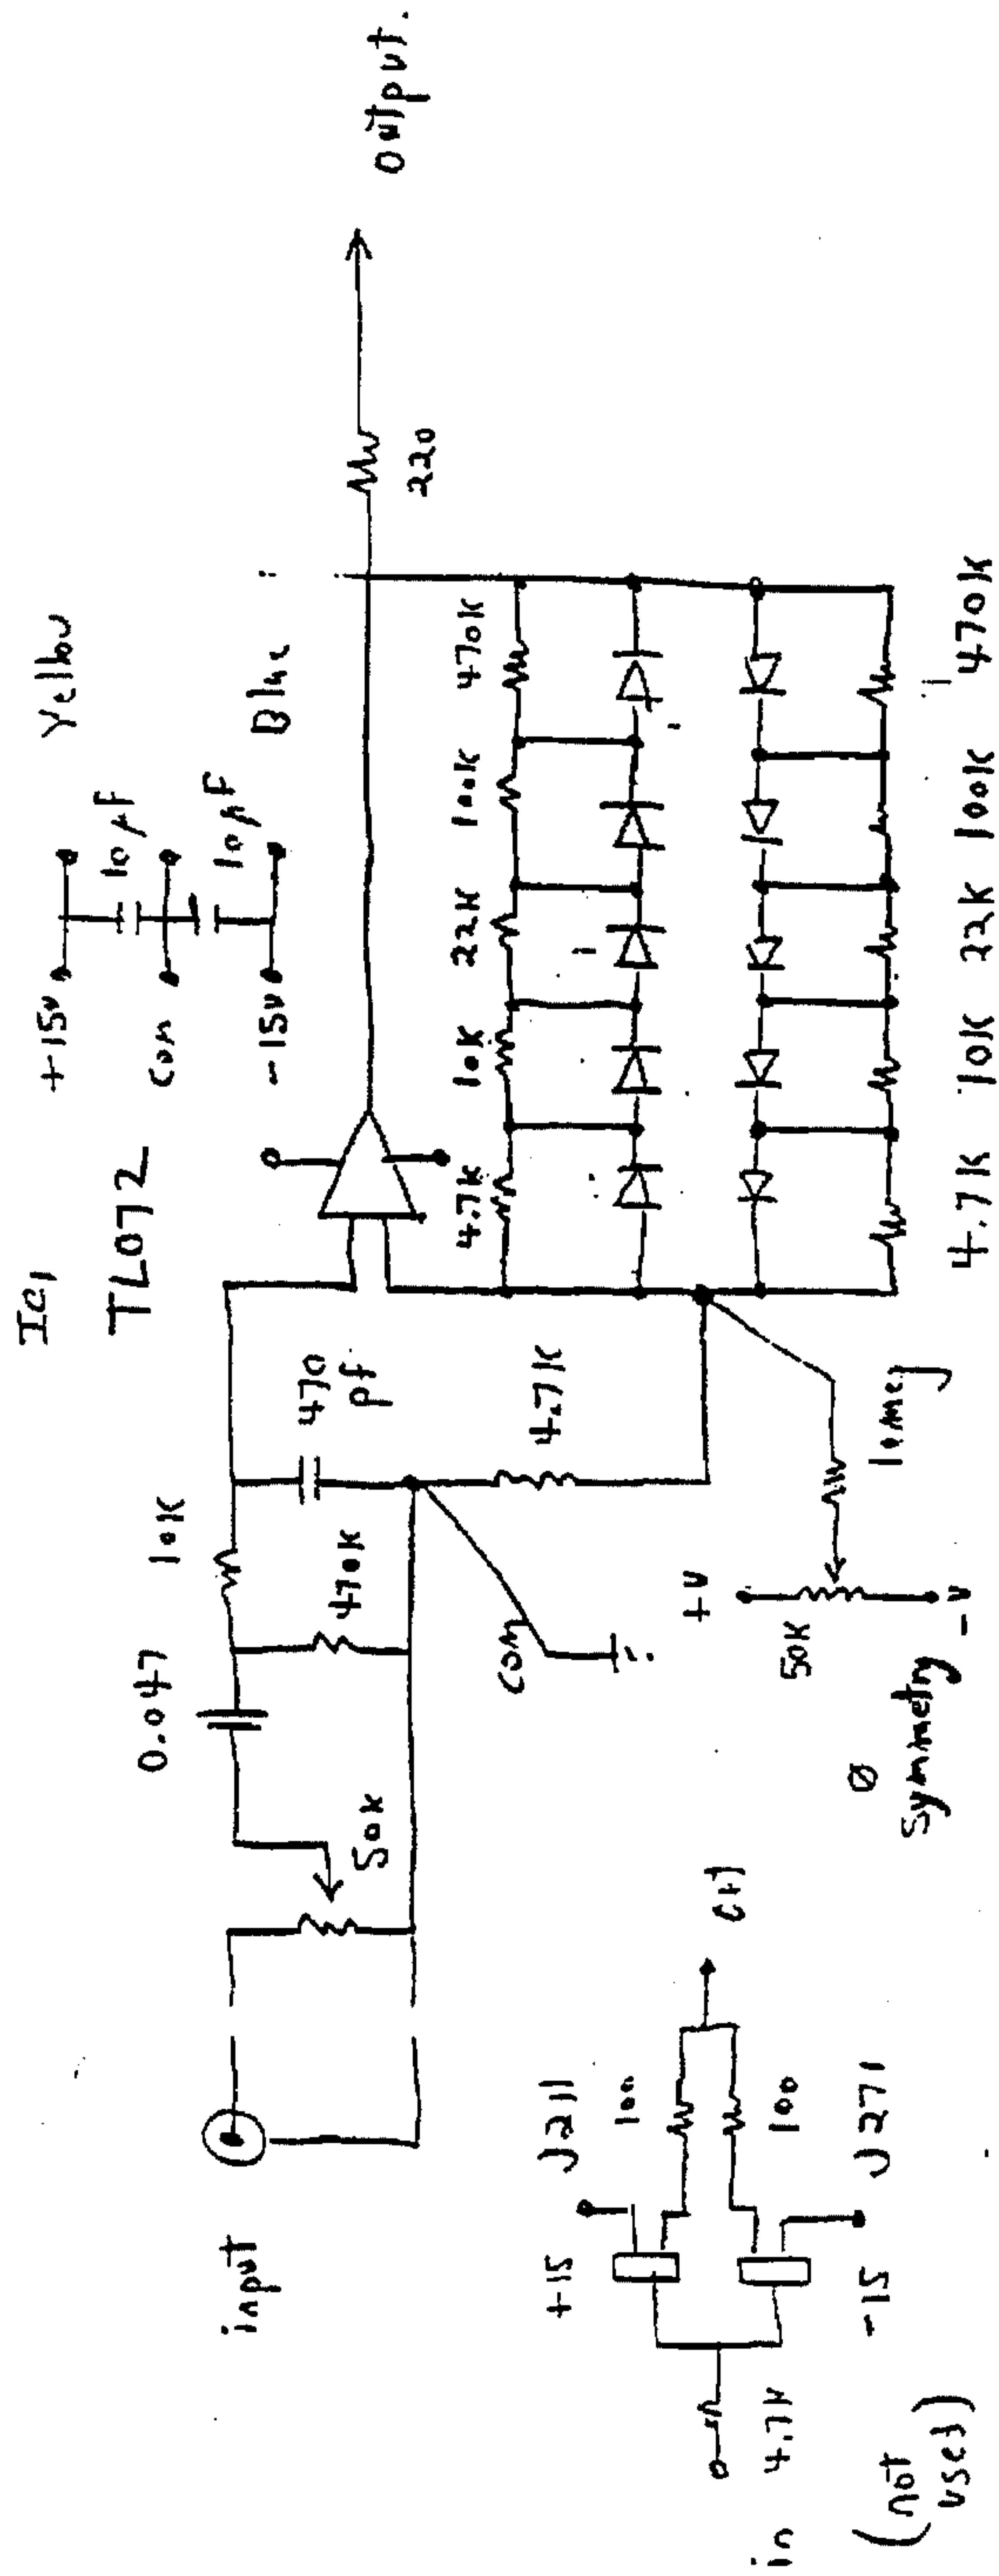 IC1
TL072
+15v
Yellow
10µF
Com
10µF
-15v
Blue
0.047
10K
input
50K
470K
470
pf
4.7K
com
220
output.
4.7K
10K
22K
100K
470K
4.7K
10K
22K
100K
470K
10meg
+V
50K
-V
Ø
Symmetry
+15
J211
100
in
4.7K
100
-15
J271
(not
used)